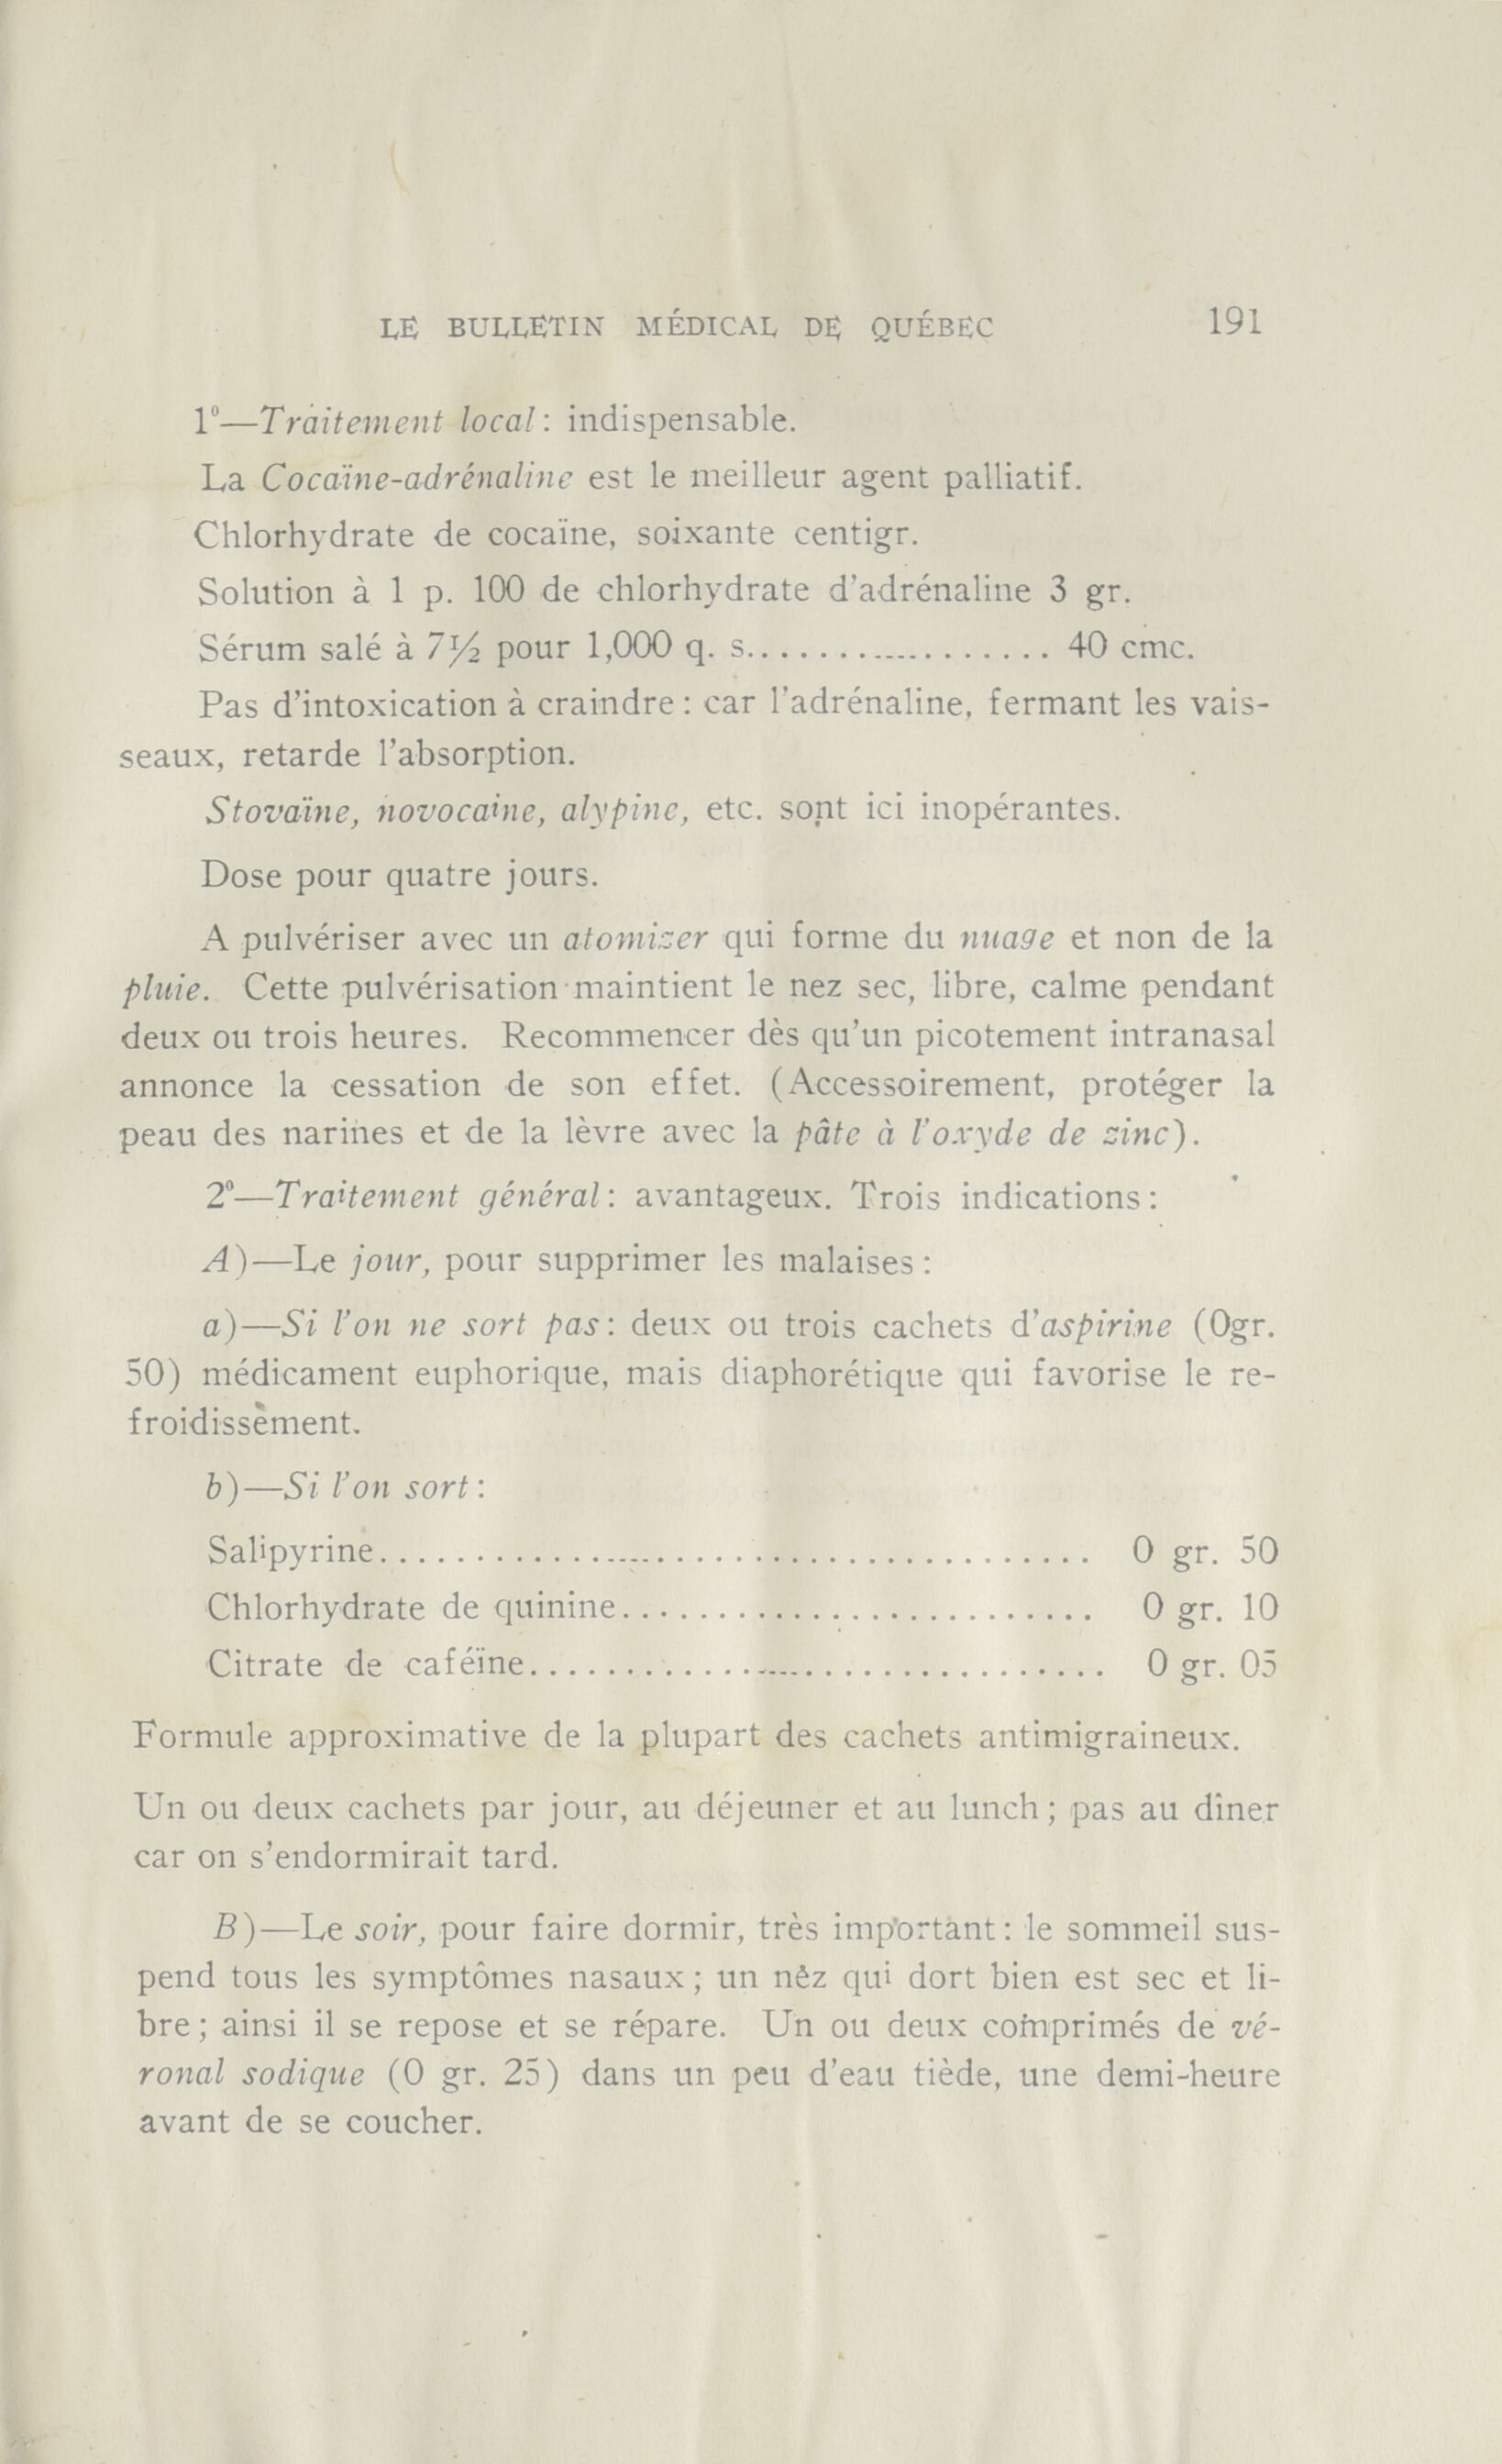 LE BULLETIN MÉDICAL DE QUÉBEC 191
1°—Traitement local: indispensable.
La Cocaïne-adrénaline est le meilleur agent palliatif.
Chlorhydrate de cocaïne, soixante centigr.
Solution à 1 p. 100 de chlorhydrate d'adrénaline 3 gr.
Sérum salé à 7½ pour 1,000 q. s.................... 40 cmc.
Pas d'intoxication à craindre: car l'adrénaline, fermant les vais-
seaux, retarde l'absorption.
Stovaïne, novocaine, alypine, etc. sont ici inopérantes.
Dose pour quatre jours.
A pulvériser avec un atomizer qui forme du nuage et non de la
pluie. Cette pulvérisation maintient le nez sec, libre, calme pendant
deux ou trois heures. Recommencer dès qu'un picotement intranasal
annonce la cessation de son effet. (Accessoirement, protéger la
peau des narines et de la lèvre avec la pâte à l'oxyde de zinc).
2°—Traitement général: avantageux. Trois indications:
A)—Le jour, pour supprimer les malaises:
a)—Si l'on ne sort pas: deux ou trois cachets d'aspirine (0gr.
50) médicament euphorique, mais diaphorétique qui favorise le re-
froidissement.
b)—Si l'on sort:
Salipyrine................................................ 0 gr. 50
Chlorhydrate de quinine............................ 0 gr. 10
Citrate de caféïne..................................... 0 gr. 05
Formule approximative de la plupart des cachets antimigraineux.
Un ou deux cachets par jour, au déjeuner et au lunch; pas au dîner
car on s'endormirait tard.
B)—Le soir, pour faire dormir, très important: le sommeil sus-
pend tous les symptômes nasaux; un nez qui dort bien est sec et li-
bre; ainsi il se repose et se répare. Un ou deux comprimés de vé-
ronal sodique (0 gr. 25) dans un peu d'eau tiède, une demi-heure
avant de se coucher.